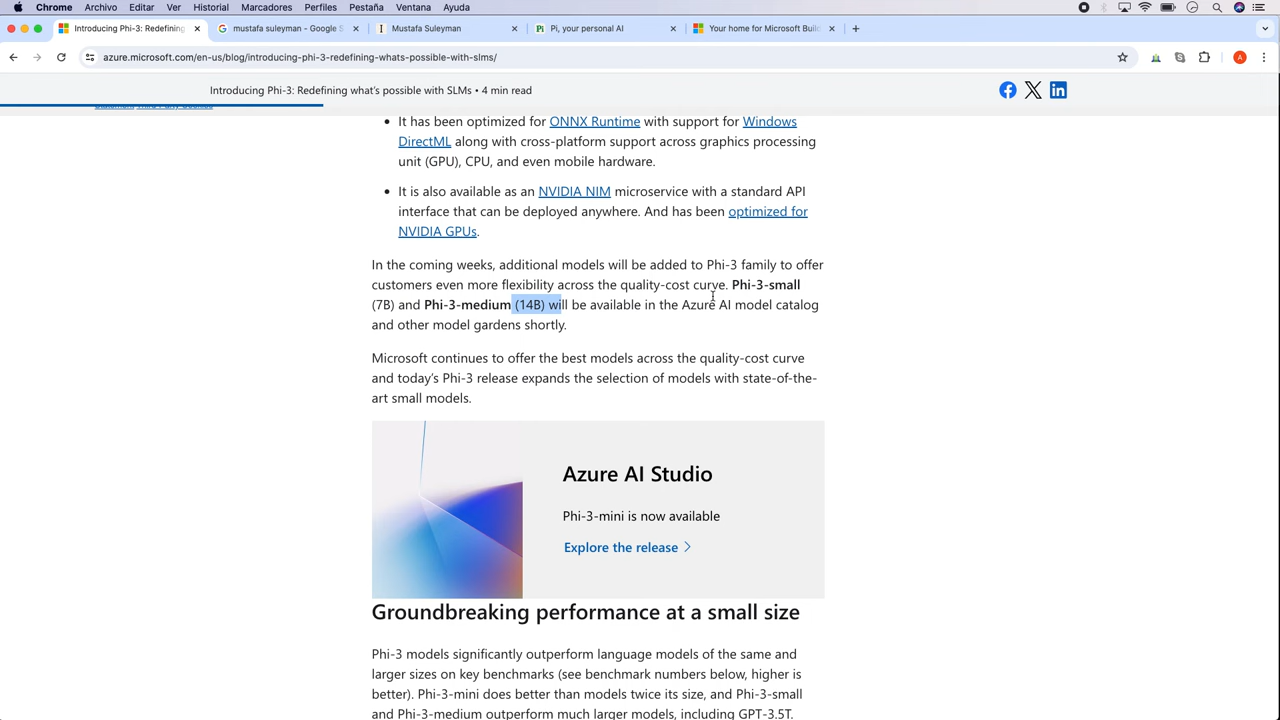 Chrome Archivo Editar Ver Historial Marcadores Perfiles Pestaña Ventana Ayuda
Introducing Phi-3: Redefining
mustafa suleyman - Google S
Mustafa Suleyman
Pi, your personal AI
Your home for Microsoft Buil
azure.microsoft.com/en-us/blog/introducing-phi-3-redefining-whats-possible-with-slms/
A
Introducing Phi-3: Redefining what's possible with SLMs • 4 min read
It has been optimized for ONNX Runtime with support for Windows
DirectML along with cross-platform support across graphics processing
unit (GPU), CPU, and even mobile hardware.
It is also available as an NVIDIA NIM microservice with a standard API
interface that can be deployed anywhere. And has been optimized for
NVIDIA GPUs.
In the coming weeks, additional models will be added to Phi-3 family to offer
customers even more flexibility across the quality-cost curve. Phi-3-small
(7B) and Phi-3-medium (14B) will be available in the Azure AI model catalog
and other model gardens shortly.
Microsoft continues to offer the best models across the quality-cost curve
and today's Phi-3 release expands the selection of models with state-of-the-
art small models.
Azure AI Studio
Phi-3-mini is now available
Explore the release
Groundbreaking performance at a small size
Phi-3 models significantly outperform language models of the same and
larger sizes on key benchmarks (see benchmark numbers below, higher is
better). Phi-3-mini does better than models twice its size, and Phi-3-small
and Phi-3-medium outperform much larger models, including GPT-3.5T.